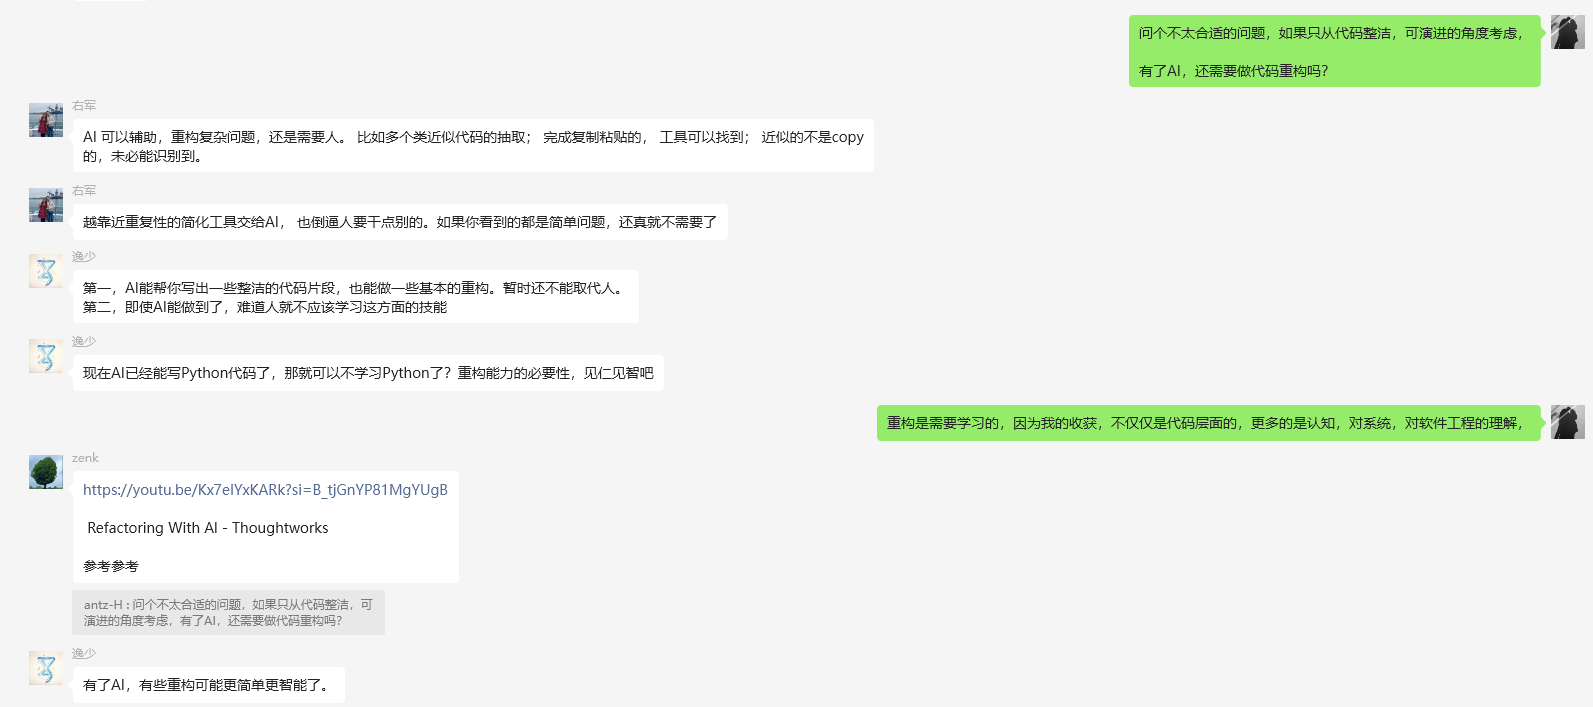 问个不太合适的问题，如果只从代码整洁，可演进的角度考虑，
有了AI，还需要做代码重构吗？
右军
AI 可以辅助，重构复杂问题，还是需要人。 比如多个类近似代码的抽取； 完成复制粘贴的， 工具可以找到； 近似的不是copy
的，未必能识别到。
右军
越靠近重复性的简化工具交给AI， 也倒逼人要干点别的。如果你看到的都是简单问题，还真就不需要了
逸少
第一，AI能帮你写出一些整洁的代码片段，也能做一些基本的重构。暂时还不能取代人。
第二，即使AI能做到了，难道人就不应该学习这方面的技能
逸少
现在AI已经能写Python代码了，那就可以不学习Python了？重构能力的必要性，见仁见智吧
重构是需要学习的，因为我的收获，不仅仅是代码层面的，更多的是认知，对系统，对软件工程的理解，
zenk
https://youtu.be/Kx7eIYxKARk?si=B_tjGnYP81MgYUgB
Refactoring With AI - Thoughtworks
参考参考
antz-H : 问个不太合适的问题，如果只从代码整洁，可
演进的角度考虑，有了AI，还需要做代码重构吗？
逸少
有了AI，有些重构可能更简单更智能了。